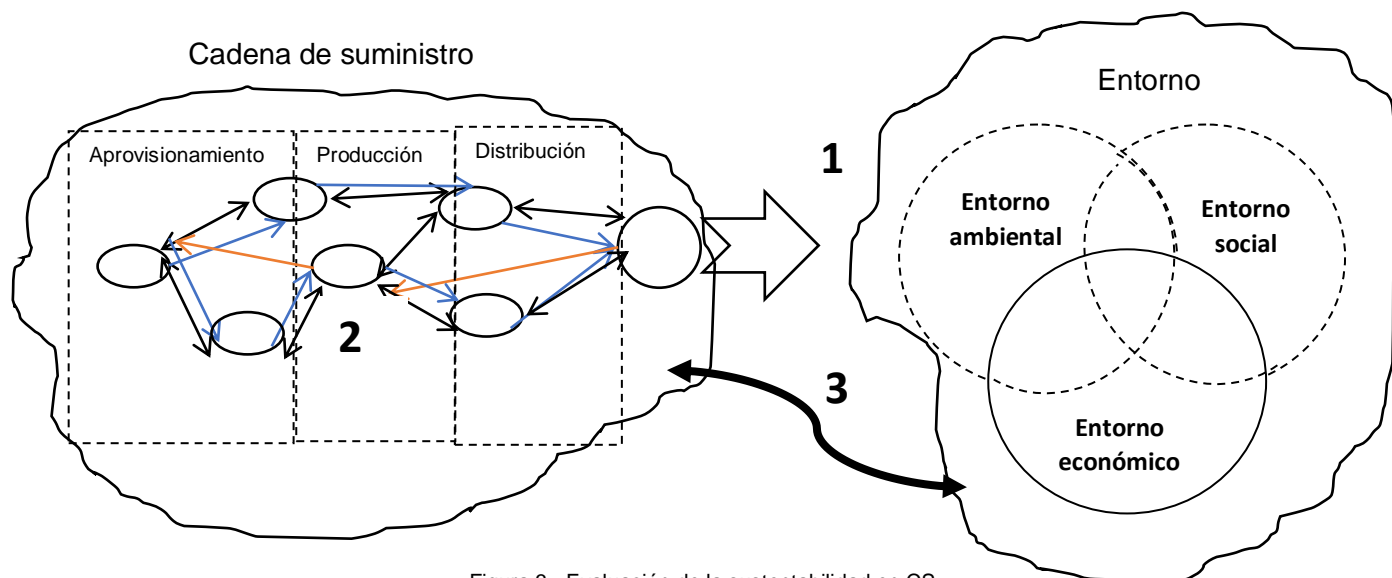 Cadena de suministro
Aprovisionamiento
Producción
Distribución
2
1
3
Entorno
Entorno
ambiental
Entorno
social
Entorno
económico